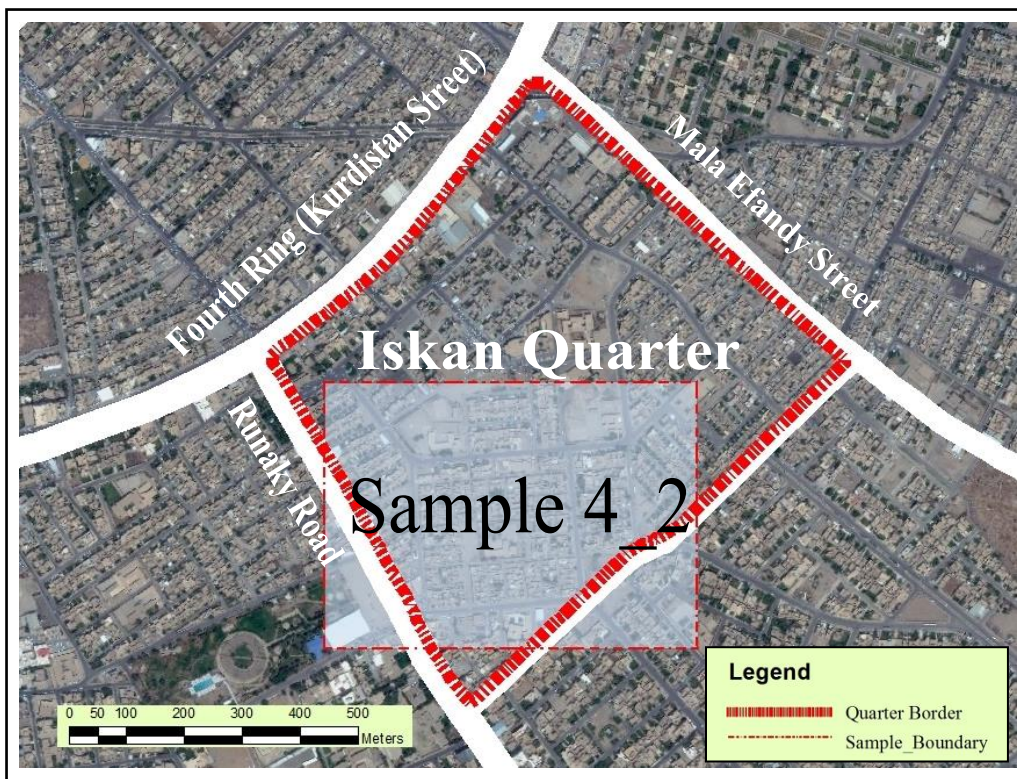 Fourth Ring (Kurdistan Street)
Mala Efandy Street
Iskan Quarter
Runaky Road
Sample 4_2
Legend
Quarter Border
Sample_Boundary
0 50 100 200 300 400 500
Meters